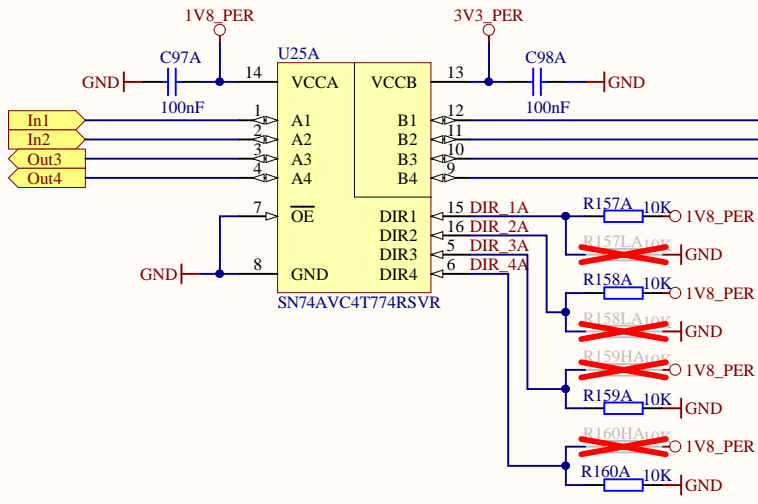 1V8_PER
3V3_PER
U25A
C97A
C98A
GND
14
VCCA
VCCB
13
GND
100nF
100nF
In1
1
A1
B1
12
In2
2
A2
B2
11
Out3
3
A3
B3
10
Out4
4
A4
B4
9
7
OE
DIR1
15
DIR_1A
R157A
10K
1V8_PER
DIR2
16
DIR_2A
R157LA
10K
GND
DIR3
5
DIR_3A
GND
8
GND
DIR4
6
DIR_4A
R158A
10K
1V8_PER
SN74AVC4T774RSVR
R158LA
10K
GND
R159HA
10K
1V8_PER
R159A
10K
GND
R160HA
10K
1V8_PER
R160A
10K
GND